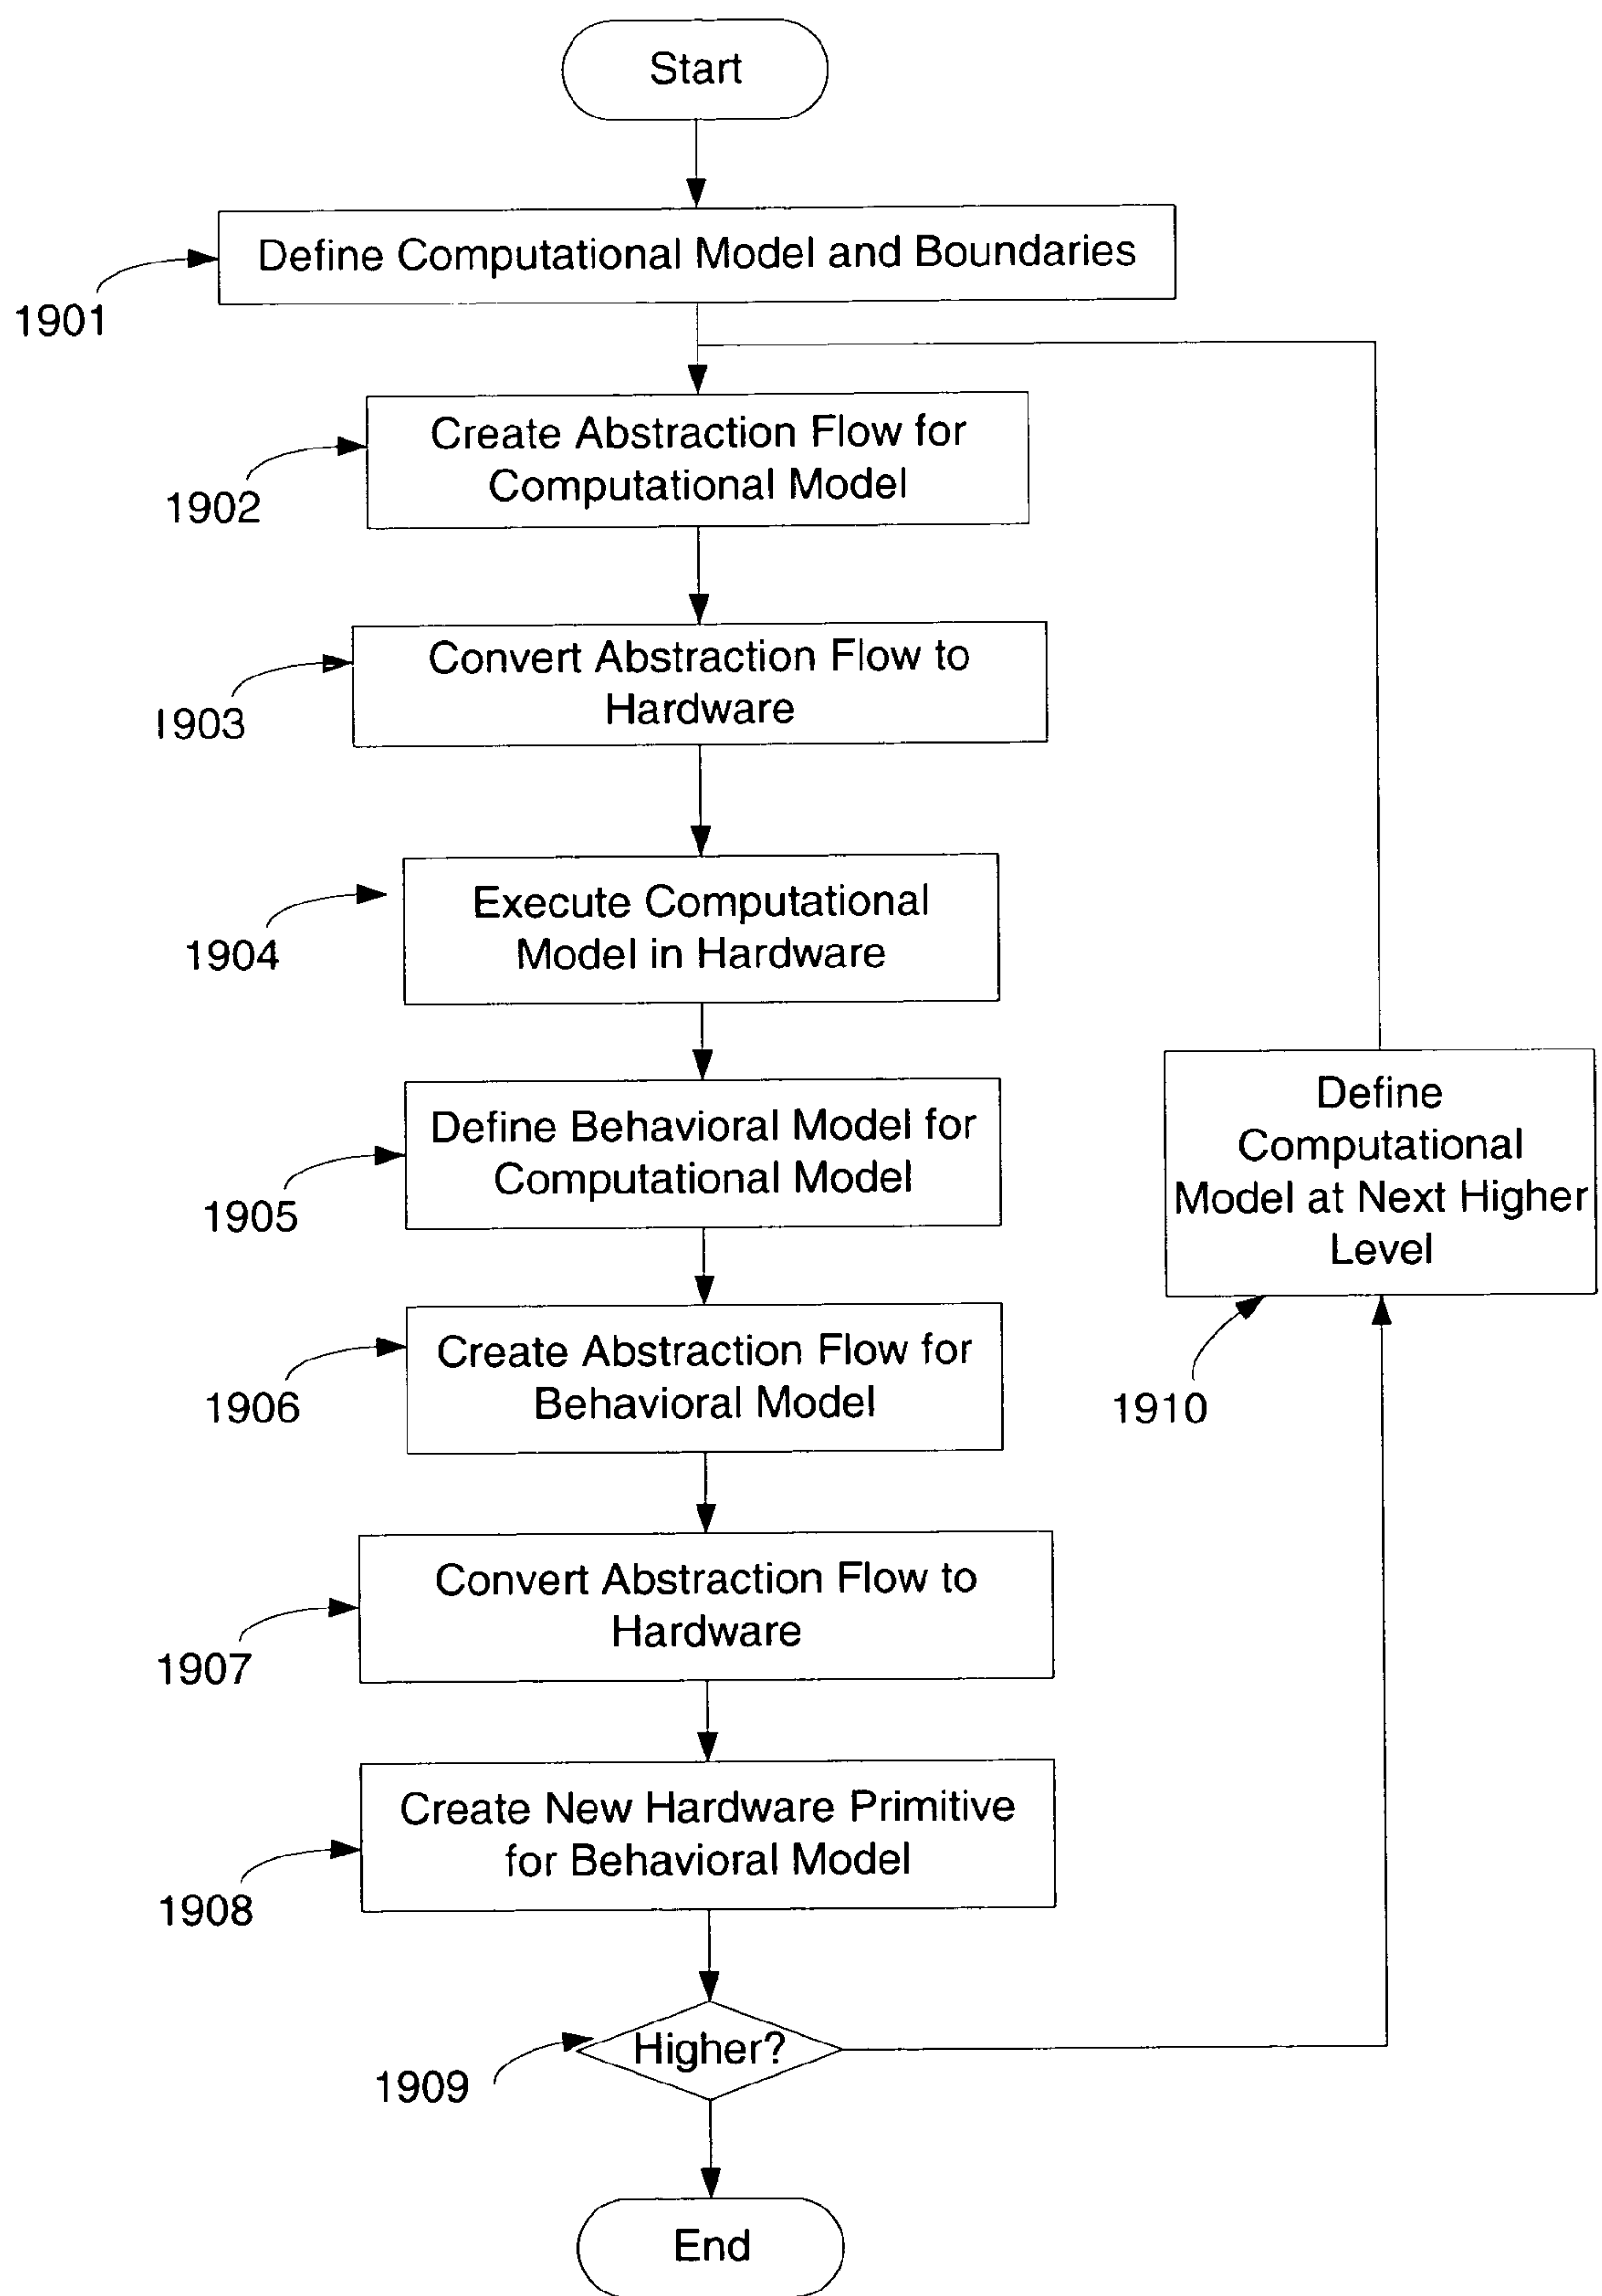 Start
Define Computational Model and Boundaries
1901
Create Abstraction Flow for
Computational Model
1902
Convert Abstraction Flow to
Hardware
1903
Execute Computational
Model in Hardware
1904
Define Behavioral Model for
Computational Model
1905
Define
Computational
Model at Next Higher
Level
1910
Create Abstraction Flow for
Behavioral Model
1906
Convert Abstraction Flow to
Hardware
1907
Create New Hardware Primitive
for Behavioral Model
1908
Higher?
1909
End